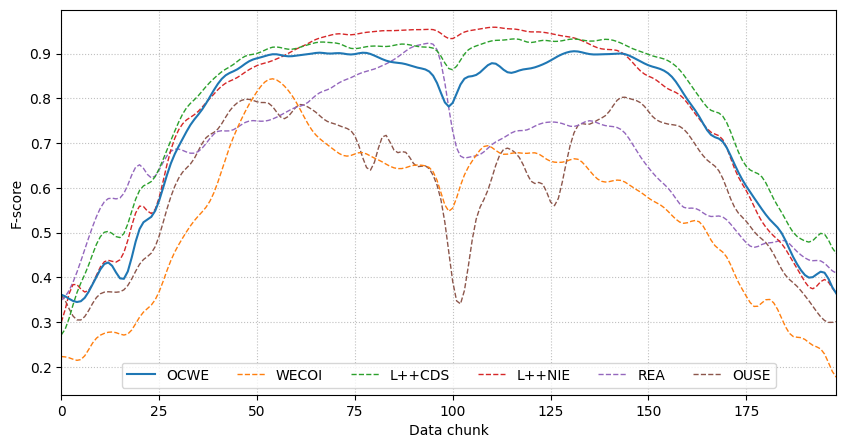 0.9
0.8
0.7
0.6
0.5
0.4
0.3
0.2
F-score
OCWE WECOI L++CDS L++NIE REA OUSE
0 25 50 75 100 125 150 175
Data chunk